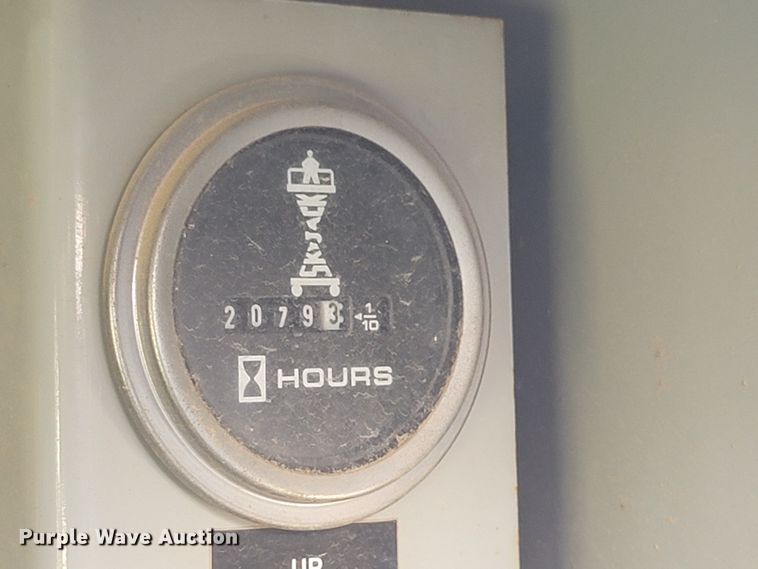 SKYJACK
20793 1/10
HOURS
UP
Purple Wave Auction